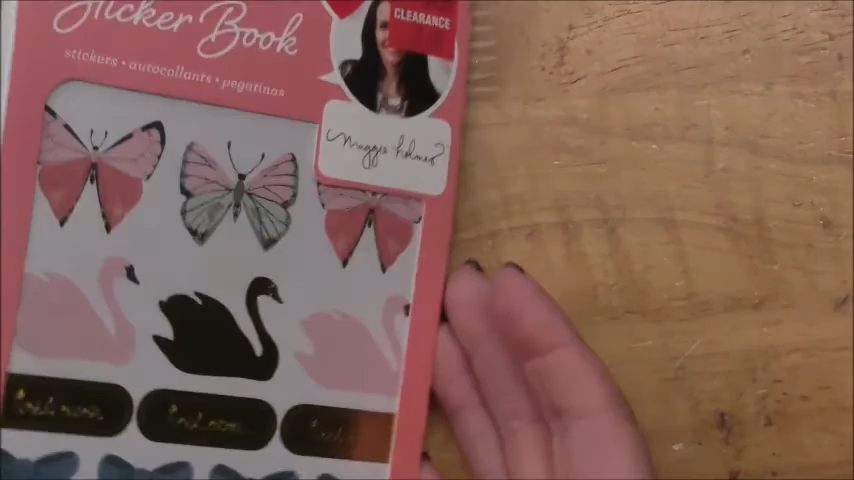 Sticker Book
CLEARANCE
stickers • autocollants • pegatinas
Maggie Holmes